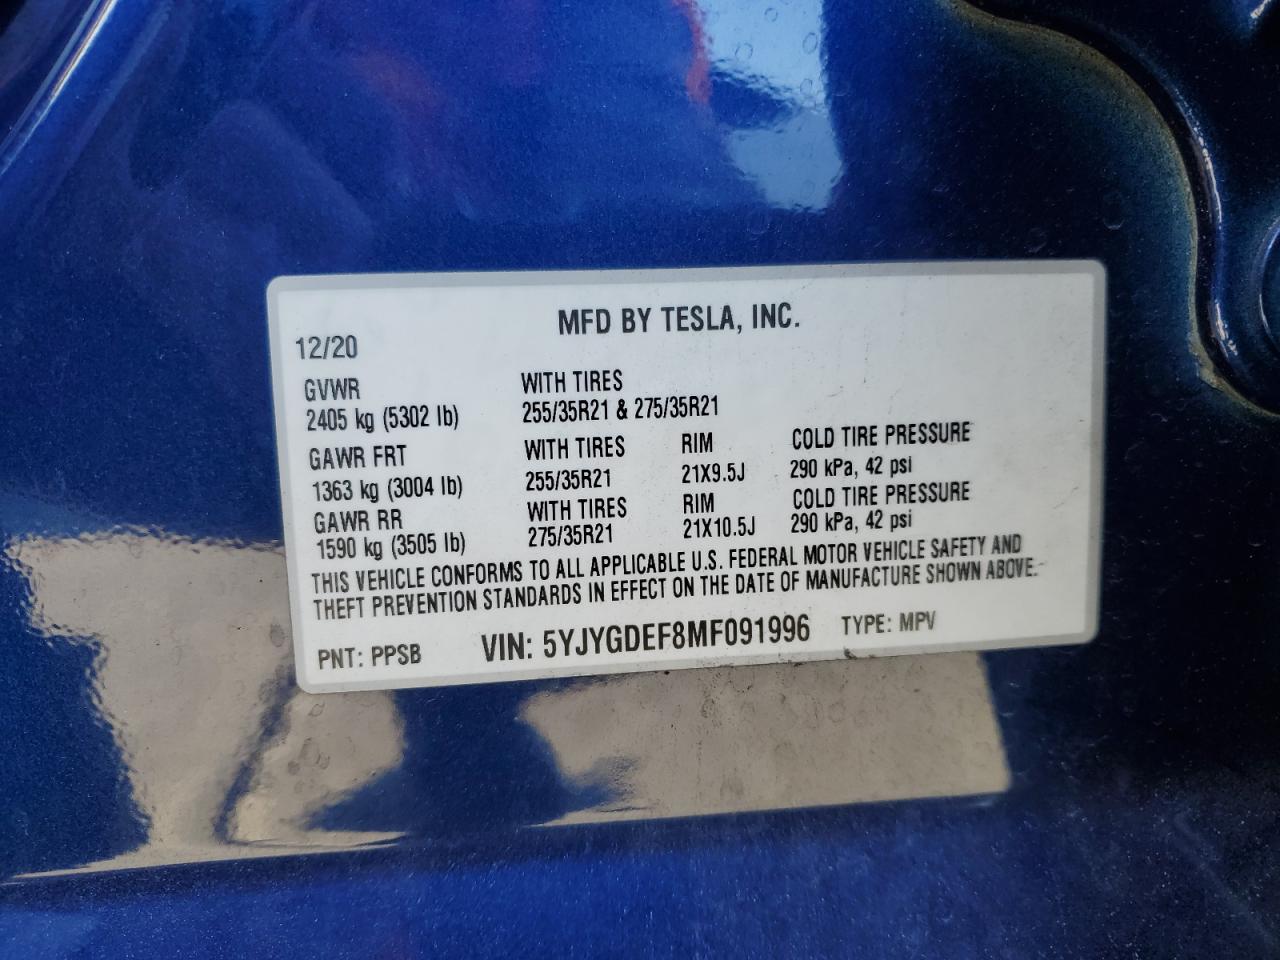 MFD BY TESLA, INC.
12/20
GVWR WITH TIRES
2405 kg (5302 lb) 255/35R21 & 275/35R21
GAWR FRT WITH TIRES RIM COLD TIRE PRESSURE
1363 kg (3004 lb) 255/35R21 21X9.5J 290 kPa, 42 psi
GAWR RR WITH TIRES RIM COLD TIRE PRESSURE
1590 kg (3505 lb) 275/35R21 21X10.5J 290 kPa, 42 psi
THIS VEHICLE CONFORMS TO ALL APPLICABLE U.S. FEDERAL MOTOR VEHICLE SAFETY AND
THEFT PREVENTION STANDARDS IN EFFECT ON THE DATE OF MANUFACTURE SHOWN ABOVE.
PNT: PPSB VIN: 5YJYGDEF8MF091996 TYPE: MPV